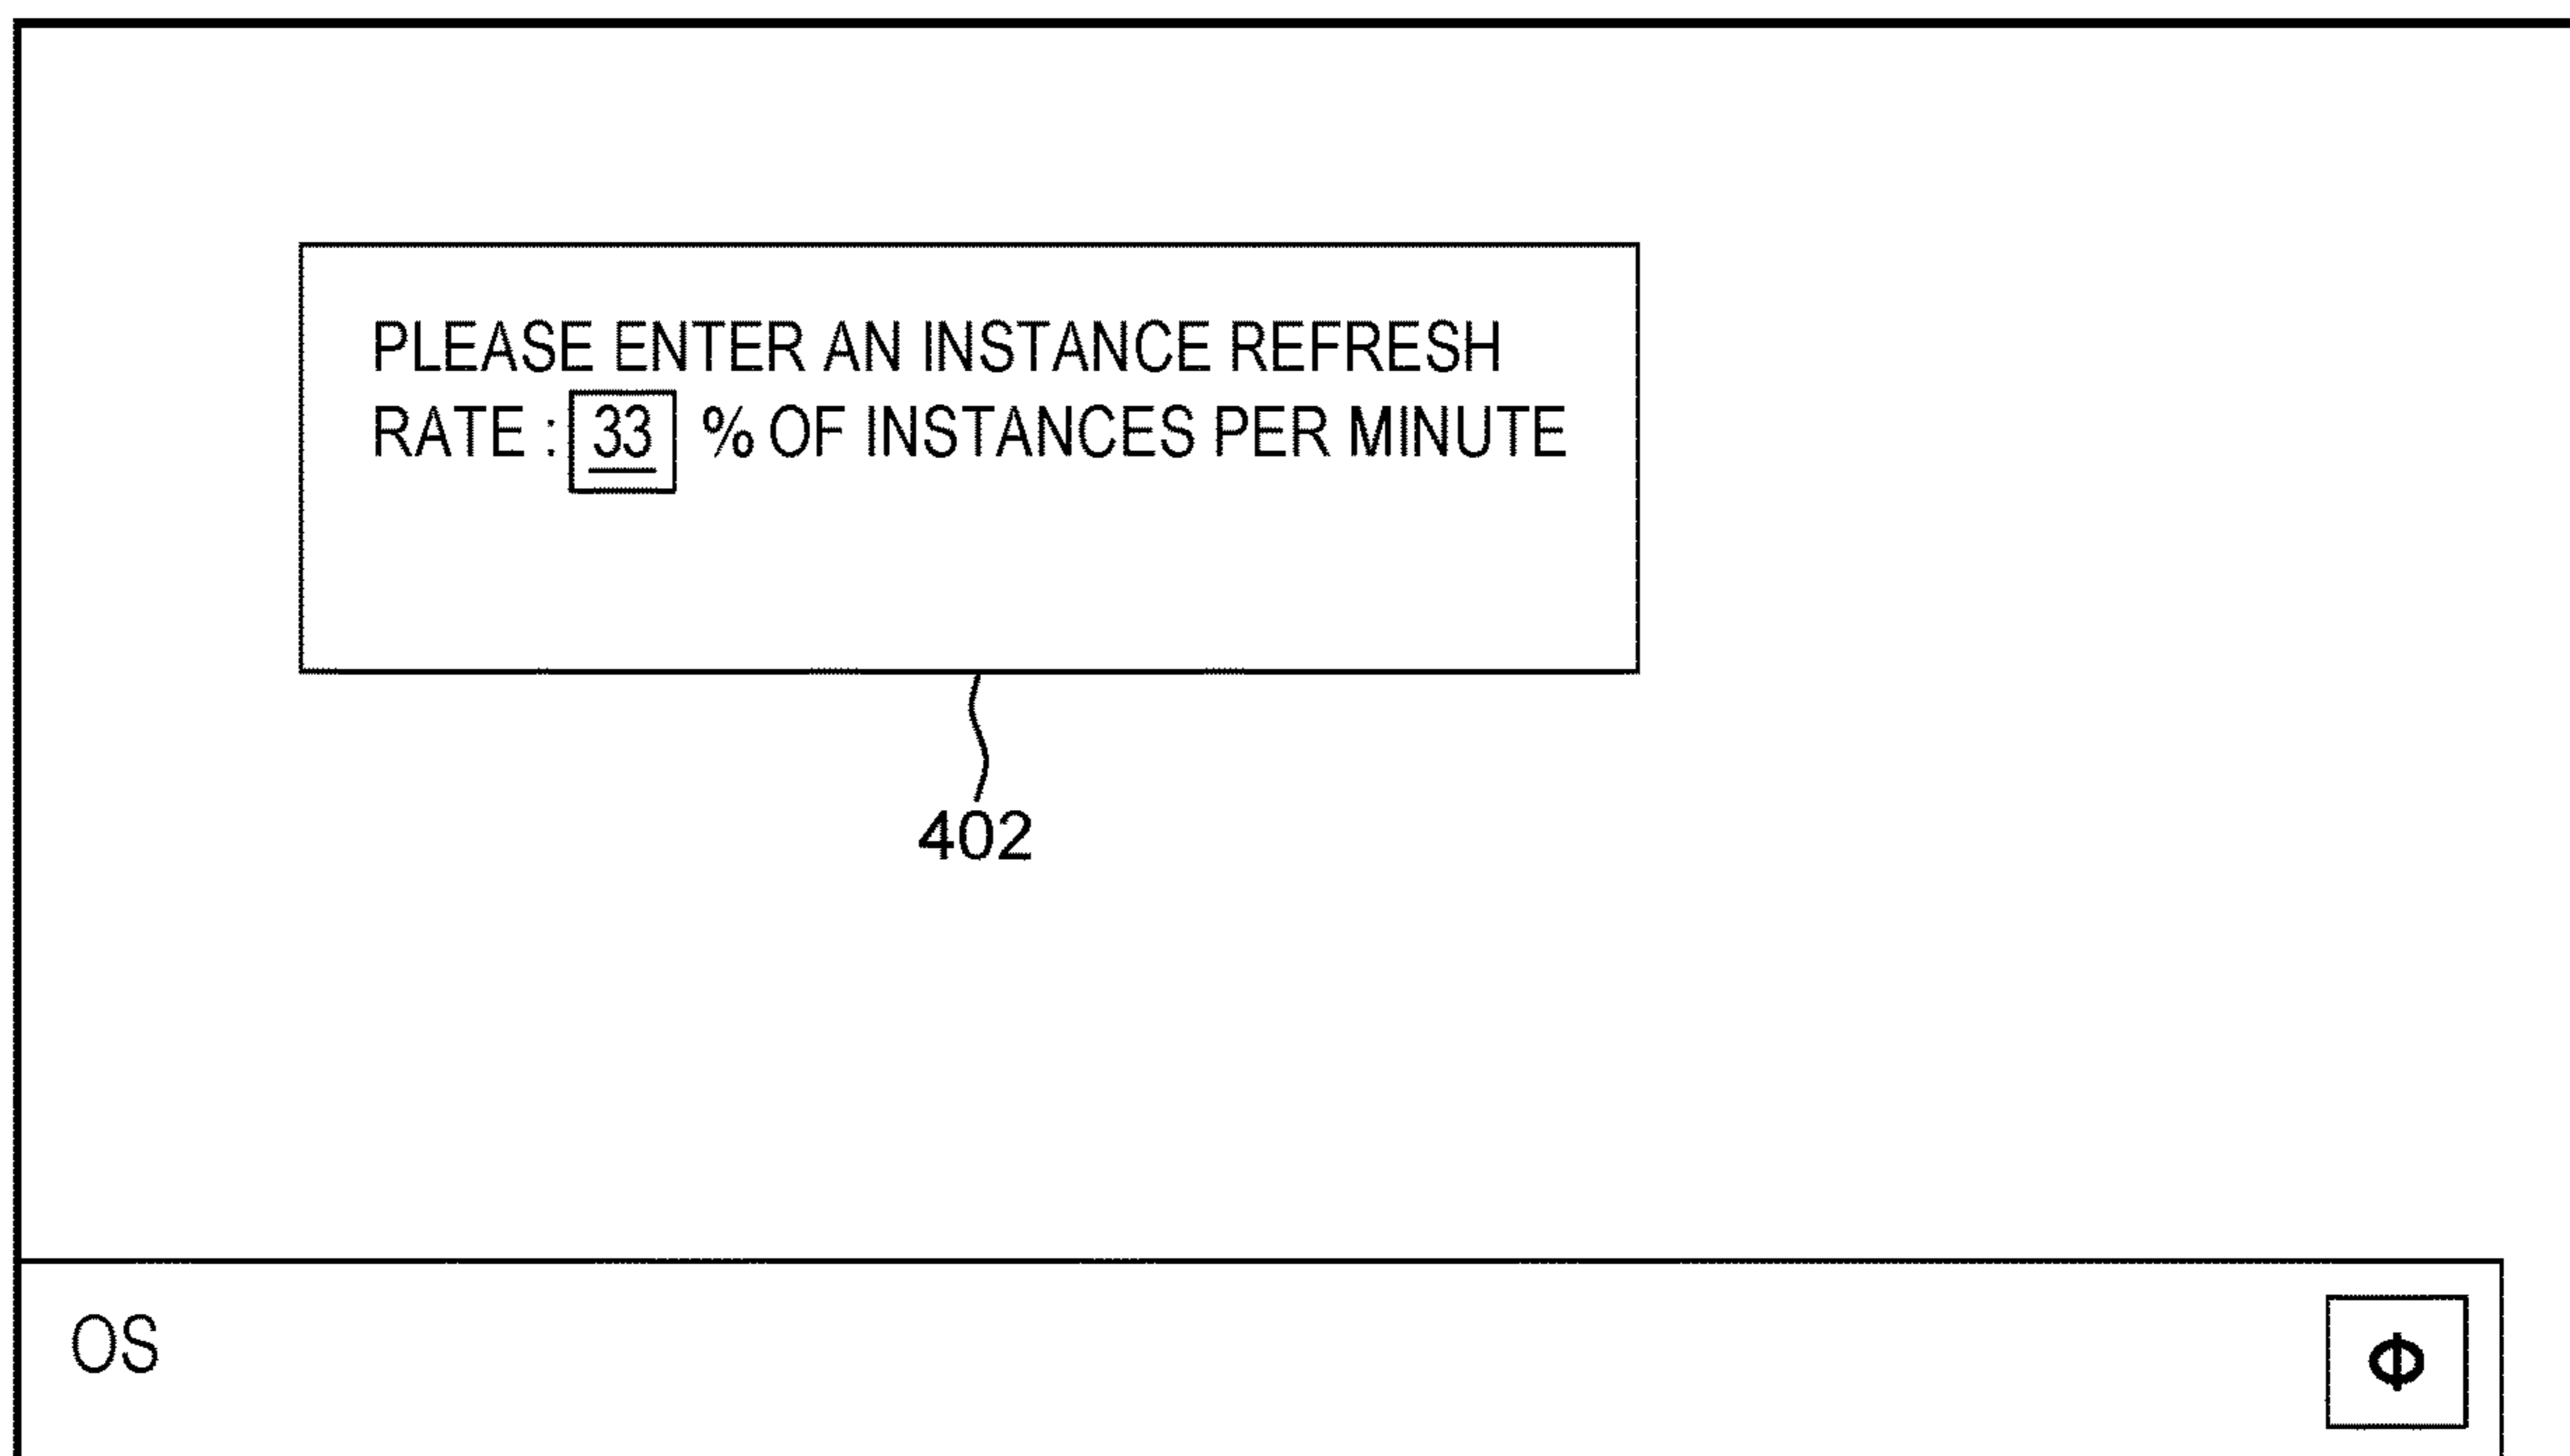 PLEASE ENTER AN INSTANCE REFRESH
RATE : 33 % OF INSTANCES PER MINUTE
402
OS
Φ